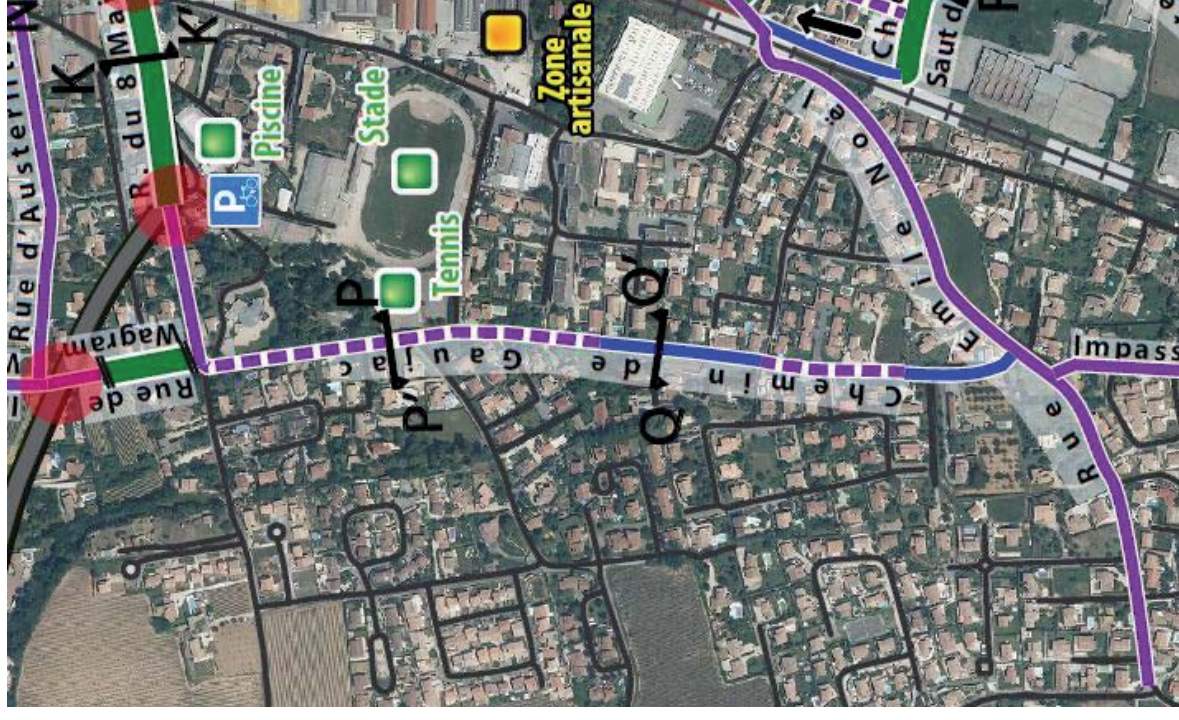 Rue d'Austerlitz
R. du 8 Ma
K
K'
Piscine
P
Stade
Tennis
Zone
artisanale
Ch
Saut d
Rue de Wagram
P
P'
Q'
Q
Chemin de Gaujac
Rue Emile Noël
Impass